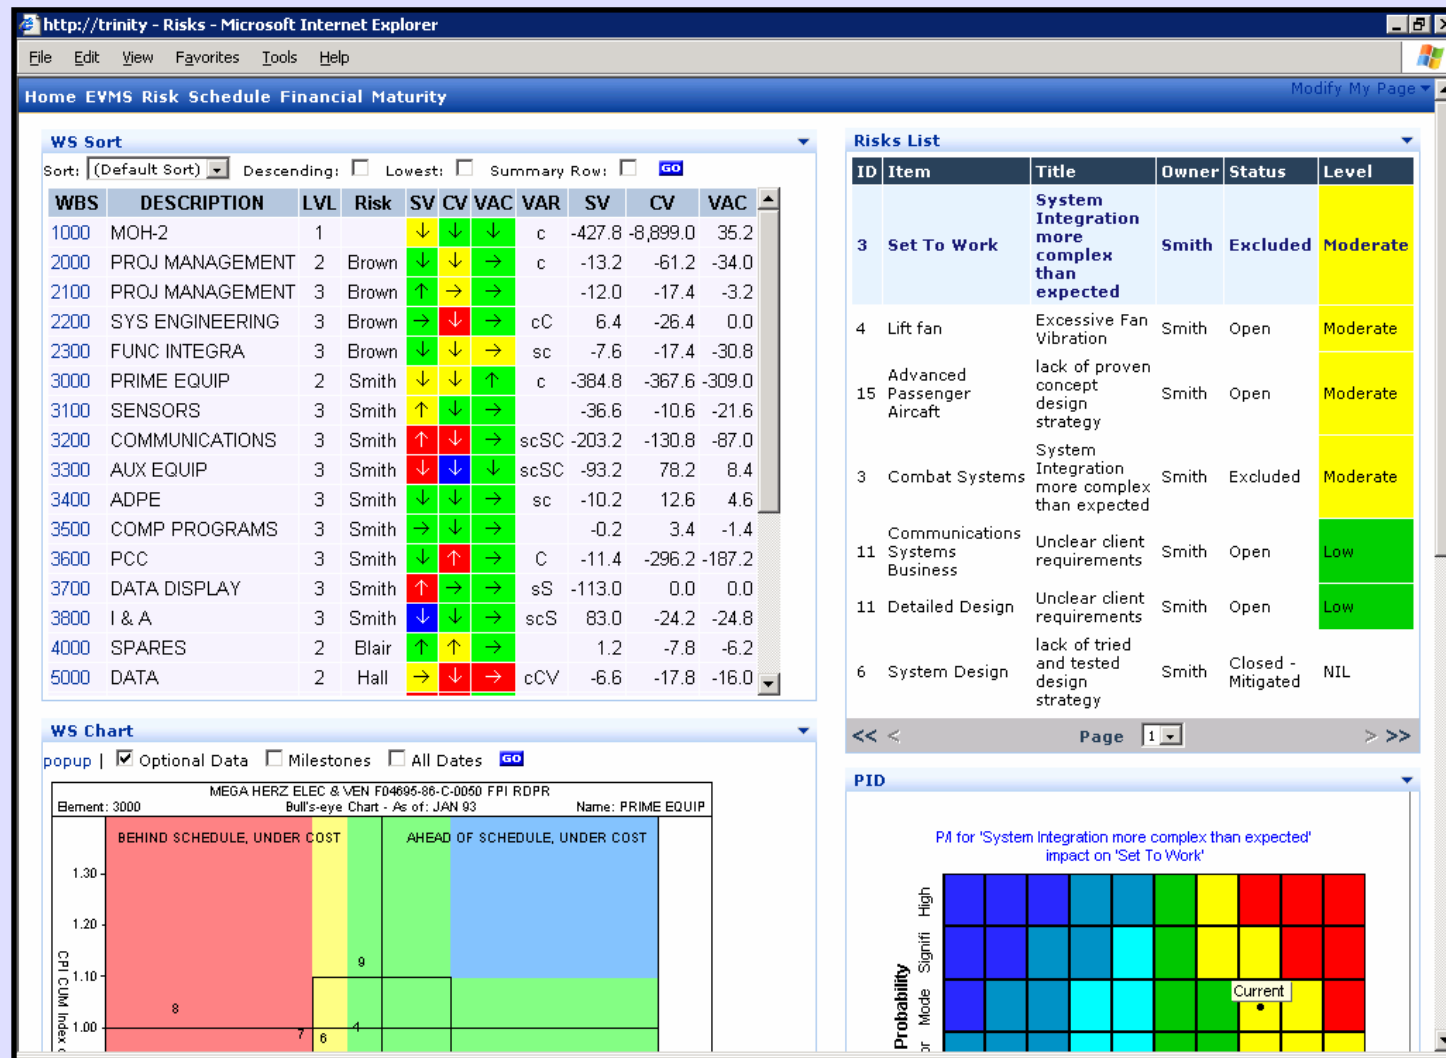 http://trinity - Risks - Microsoft Internet Explorer
File Edit View Favorites Tools Help
Home EVMS Risk Schedule Financial Maturity
Modify My Page
WS Sort
Sort: (Default Sort) Descending: Lowest: Summary Row: GO
WBS DESCRIPTION LVL Risk SV CV VAC VAR SV CV VAC
1000 MOH-2 1 c -427.8 -8,899.0 35.2
2000 PROJ MANAGEMENT 2 Brown c -13.2 -61.2 -34.0
2100 PROJ MANAGEMENT 3 Brown -12.0 -17.4 -3.2
2200 SYS ENGINEERING 3 Brown cC 6.4 -26.4 0.0
2300 FUNC INTEGRA 3 Brown sc -7.6 -17.4 -30.8
3000 PRIME EQUIP 2 Smith c -384.8 -367.6 -309.0
3100 SENSORS 3 Smith -36.6 -10.6 -21.6
3200 COMMUNICATIONS 3 Smith scSC -203.2 -130.8 -87.0
3300 AUX EQUIP 3 Smith scSC -93.2 78.2 8.4
3400 ADPE 3 Smith sc -10.2 12.6 4.6
3500 COMP PROGRAMS 3 Smith -0.2 3.4 -1.4
3600 PCC 3 Smith C -11.4 -296.2 -187.2
3700 DATA DISPLAY 3 Smith sS -113.0 0.0 0.0
3800 I & A 3 Smith scS 83.0 -24.2 -24.8
4000 SPARES 2 Blair 1.2 -7.8 -6.2
5000 DATA 2 Hall cCV -6.6 -17.8 -16.0
WS Chart
popup | Optional Data Milestones All Dates GO
MEGA HERZ ELEC & VEN F04695-86-C-0050 FPI RDPR
Element: 3000 Bull's-eye Chart - As of: JAN 93 Name: PRIME EQUIP
BEHIND SCHEDULE, UNDER COST AHEAD OF SCHEDULE, UNDER COST
1.30
1.20
9
1.10
8
1.00
7 6 4
CPI CUM Index
Risks List
ID Item Title Owner Status Level
System
Integration
more
3 Set To Work complex Smith Excluded Moderate
than
expected
4 Lift fan Excessive Fan Smith Open Moderate
Vibration
lack of proven
Advanced concept
15 Passenger design Smith Open Moderate
Aircaft strategy
System
Integration
3 Combat Systems more complex Smith Excluded Moderate
than expected
Communications
11 Systems Unclear client Smith Open Low
Business requirements
11 Detailed Design Unclear client Smith Open Low
requirements
lack of tried
and tested
6 System Design design Smith Closed - NIL
strategy Mitigated
<< < Page 1 > >>
PID
P/I for 'System Integration more complex than expected'
impact on 'Set To Work'
High
Signifi
Mode
Probability
Current